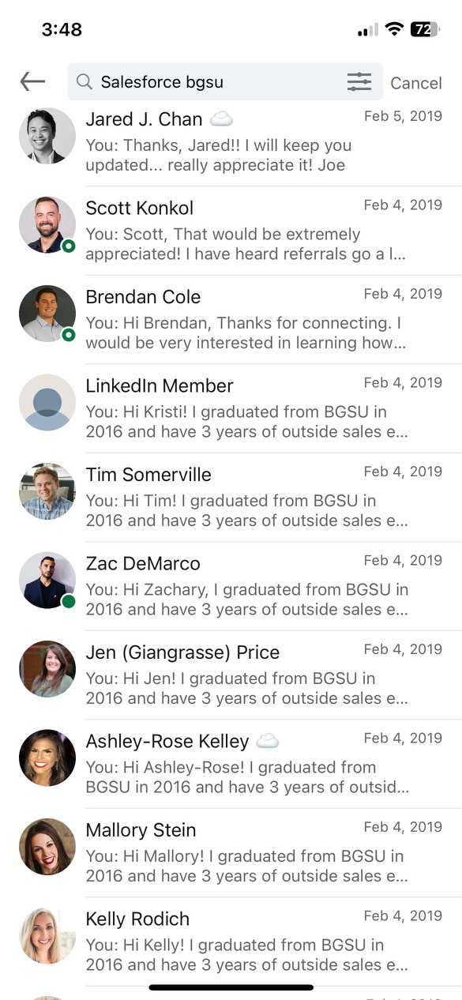 3:48
72
Salesforce bgsu
Cancel
Jared J. Chan ☁️
Feb 5, 2019
You: Thanks, Jared!! I will keep you
updated... really appreciate it! Joe
Scott Konkol
Feb 4, 2019
You: Scott, That would be extremely
appreciated! I have heard referrals go a l...
Brendan Cole
Feb 4, 2019
You: Hi Brendan, Thanks for connecting. I
would be very interested in learning how...
LinkedIn Member
Feb 4, 2019
You: Hi Kristi! I graduated from BGSU in
2016 and have 3 years of outside sales e...
Tim Somerville
Feb 4, 2019
You: Hi Tim! I graduated from BGSU in
2016 and have 3 years of outside sales e...
Zac DeMarco
Feb 4, 2019
You: Hi Zachary, I graduated from BGSU in
2016 and have 3 years of outside sales e...
Jen (Giangrasse) Price
Feb 4, 2019
You: Hi Jen! I graduated from BGSU in
2016 and have 3 years of outside sales e...
Ashley-Rose Kelley ☁️
Feb 4, 2019
You: Hi Ashley-Rose! I graduated from
BGSU in 2016 and have 3 years of outsid...
Mallory Stein
Feb 4, 2019
You: Hi Mallory! I graduated from BGSU in
2016 and have 3 years of outside sales e...
Kelly Rodich
Feb 4, 2019
You: Hi Kelly! I graduated from BGSU in
2016 and have 3 years of outside sales e...